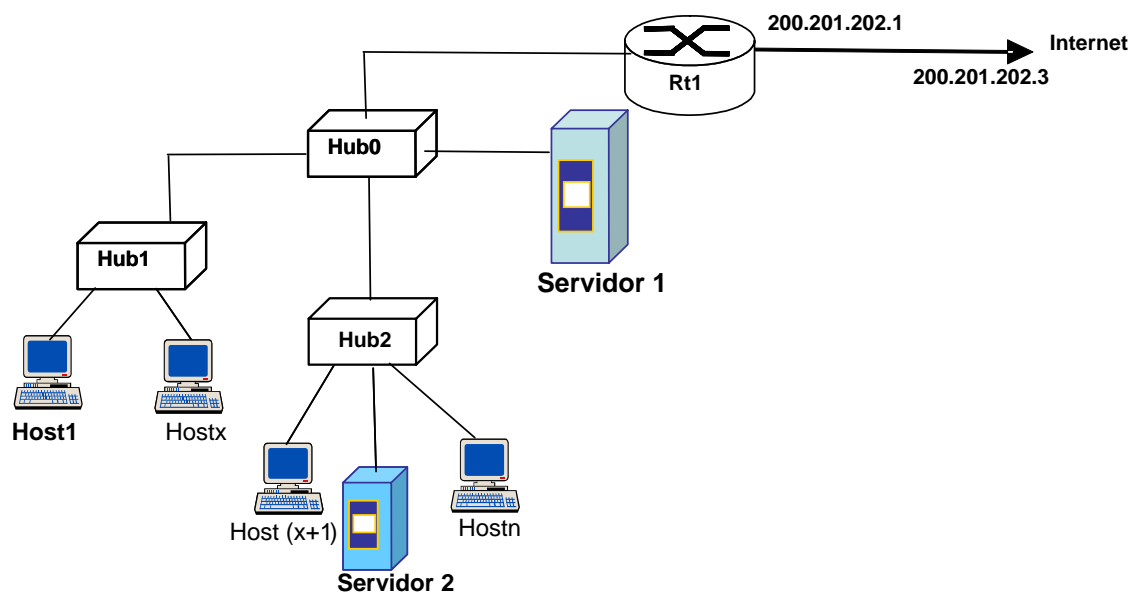 200.201.202.1
Internet
Rt1
200.201.202.3
Hub0
Hub1
Servidor 1
Hub2
Host1
Hostx
Host (x+1)
Hostn
Servidor 2